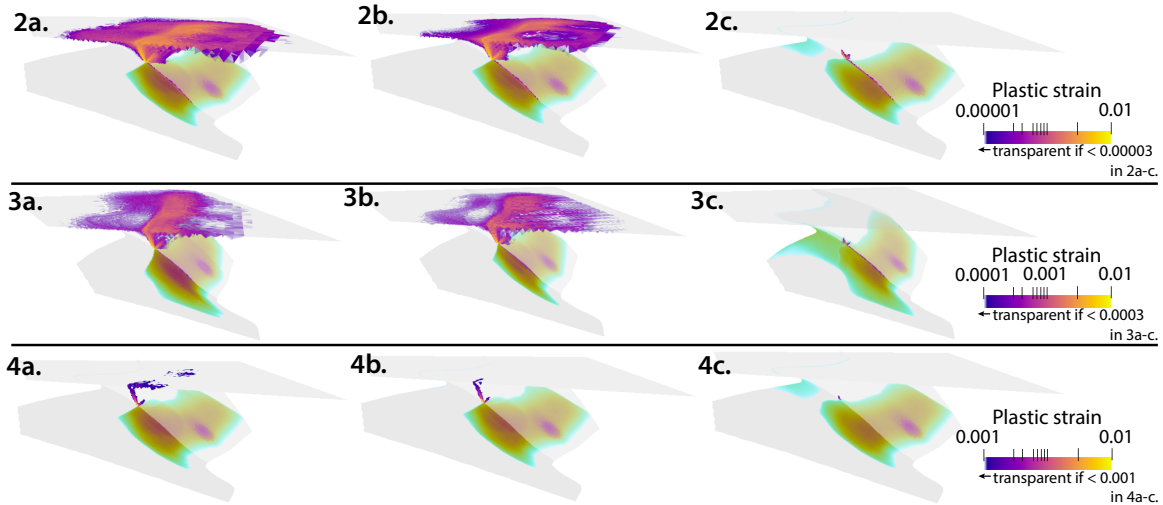 2a.
2b.
2c.
Plastic strain
0.00001 0.01
transparent if < 0.00003
in 2a-c.
3a.
3b.
3c.
Plastic strain
0.0001 0.001 0.01
transparent if < 0.0003
in 3a-c.
4a.
4b.
4c.
Plastic strain
0.001 0.01
transparent if < 0.001
in 4a-c.